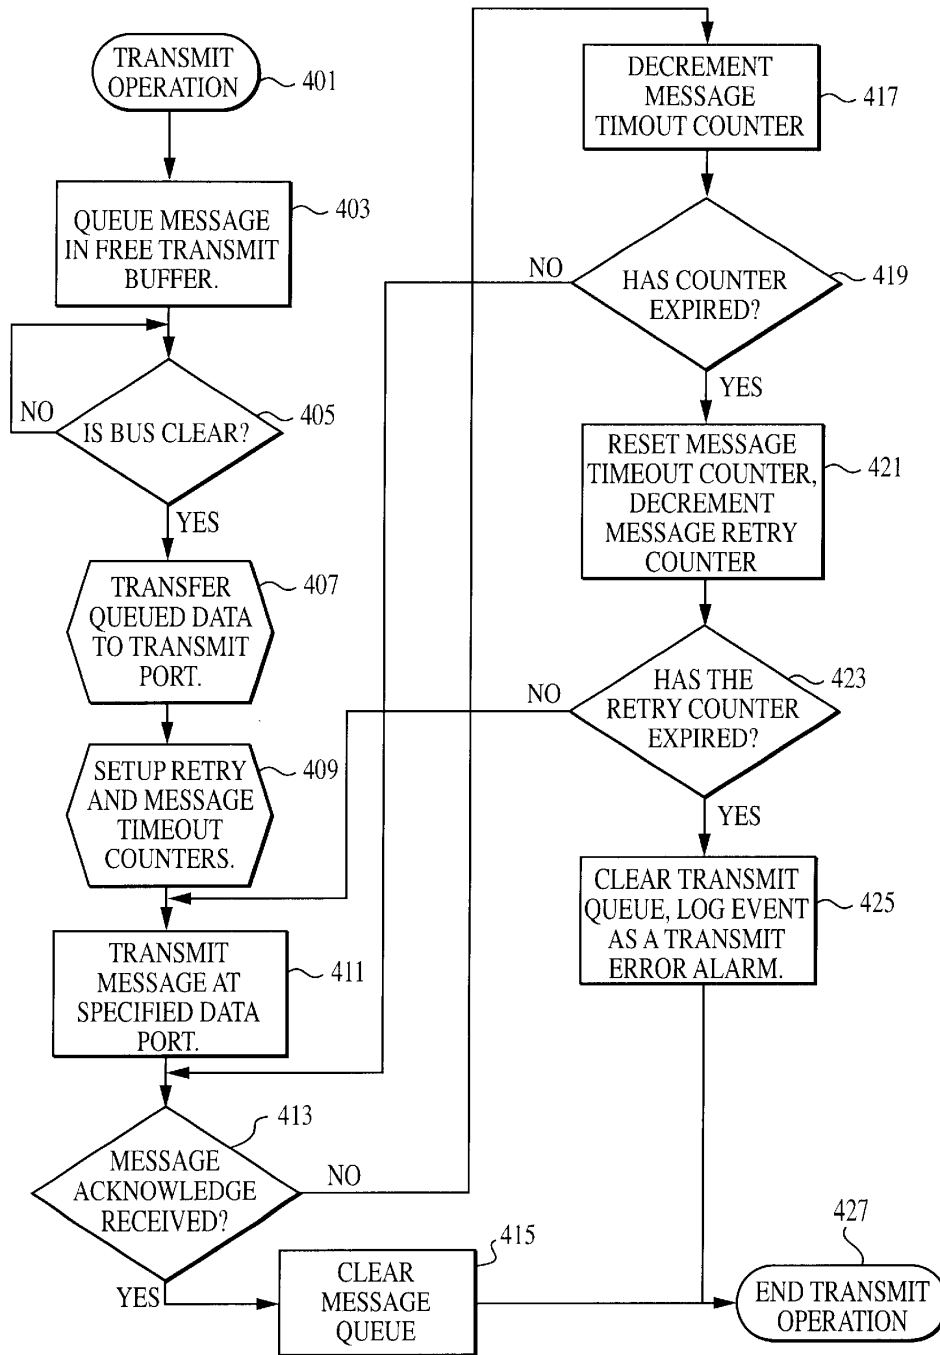 TRANSMIT
OPERATION
401
QUEUE MESSAGE
IN FREE TRANSMIT
BUFFER.
403
IS BUS CLEAR?
405
NO
YES
TRANSFER
QUEUED DATA
TO TRANSMIT
PORT.
407
SETUP RETRY
AND MESSAGE
TIMEOUT
COUNTERS.
409
TRANSMIT
MESSAGE AT
SPECIFIED DATA
PORT.
411
MESSAGE
ACKNOWLEDGE
RECEIVED?
413
NO
YES
CLEAR
MESSAGE
QUEUE
415
DECREMENT
MESSAGE
TIMOUT COUNTER
417
HAS COUNTER
EXPIRED?
419
NO
YES
RESET MESSAGE
TIMEOUT COUNTER,
DECREMENT
MESSAGE RETRY
COUNTER
421
HAS THE
RETRY COUNTER
EXPIRED?
423
NO
YES
CLEAR TRANSMIT
QUEUE, LOG EVENT
AS A TRANSMIT
ERROR ALARM.
425
427
END TRANSMIT
OPERATION